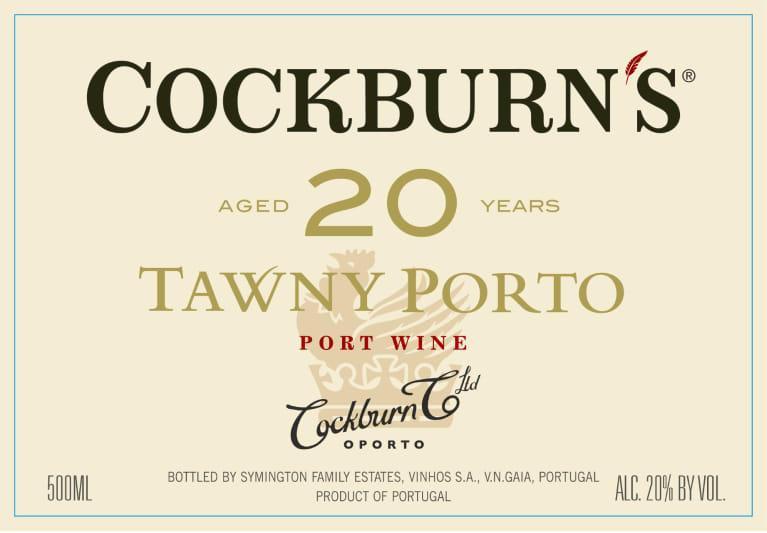 COCKBURN'S®
AGED 20 YEARS
TAWNY PORTO
PORT WINE
Cockburn Co Ltd
OPORTO
500ML
BOTTLED BY SYMINGTON FAMILY ESTATES, VINHOS S.A., V.N.GAIA, PORTUGAL
PRODUCT OF PORTUGAL
ALC. 20% BY VOL.